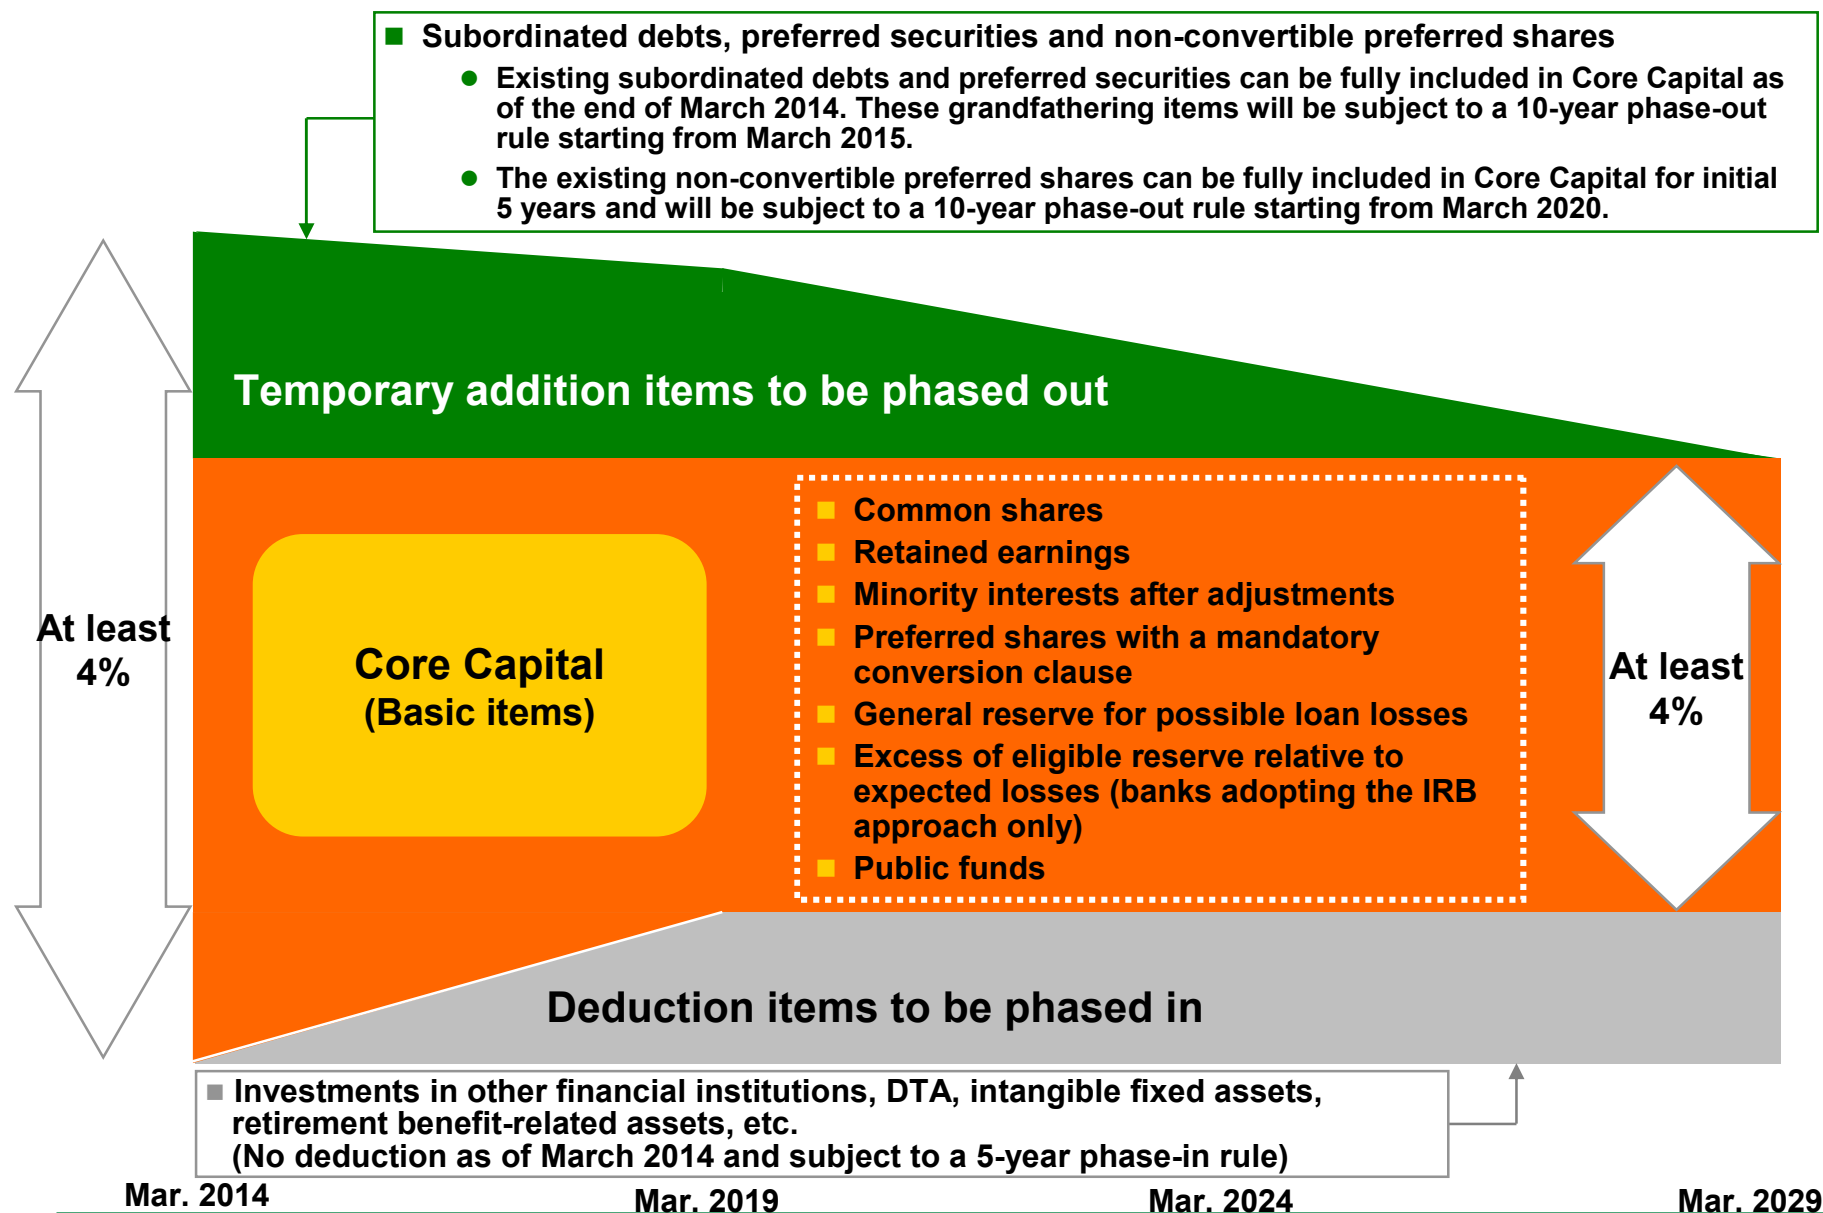 Subordinated debts, preferred securities and non-convertible preferred shares
Existing subordinated debts and preferred securities can be fully included in Core Capital as
of the end of March 2014. These grandfathering items will be subject to a 10-year phase-out
rule starting from March 2015.
The existing non-convertible preferred shares can be fully included in Core Capital for initial
5 years and will be subject to a 10-year phase-out rule starting from March 2020.
Temporary addition items to be phased out
At least
4%
Core Capital
(Basic items)
Common shares
Retained earnings
Minority interests after adjustments
Preferred shares with a mandatory
conversion clause
General reserve for possible loan losses
Excess of eligible reserve relative to
expected losses (banks adopting the IRB
approach only)
Public funds
At least
4%
Deduction items to be phased in
Investments in other financial institutions, DTA, intangible fixed assets,
retirement benefit-related assets, etc.
(No deduction as of March 2014 and subject to a 5-year phase-in rule)
Mar. 2014
Mar. 2019
Mar. 2024
Mar. 2029